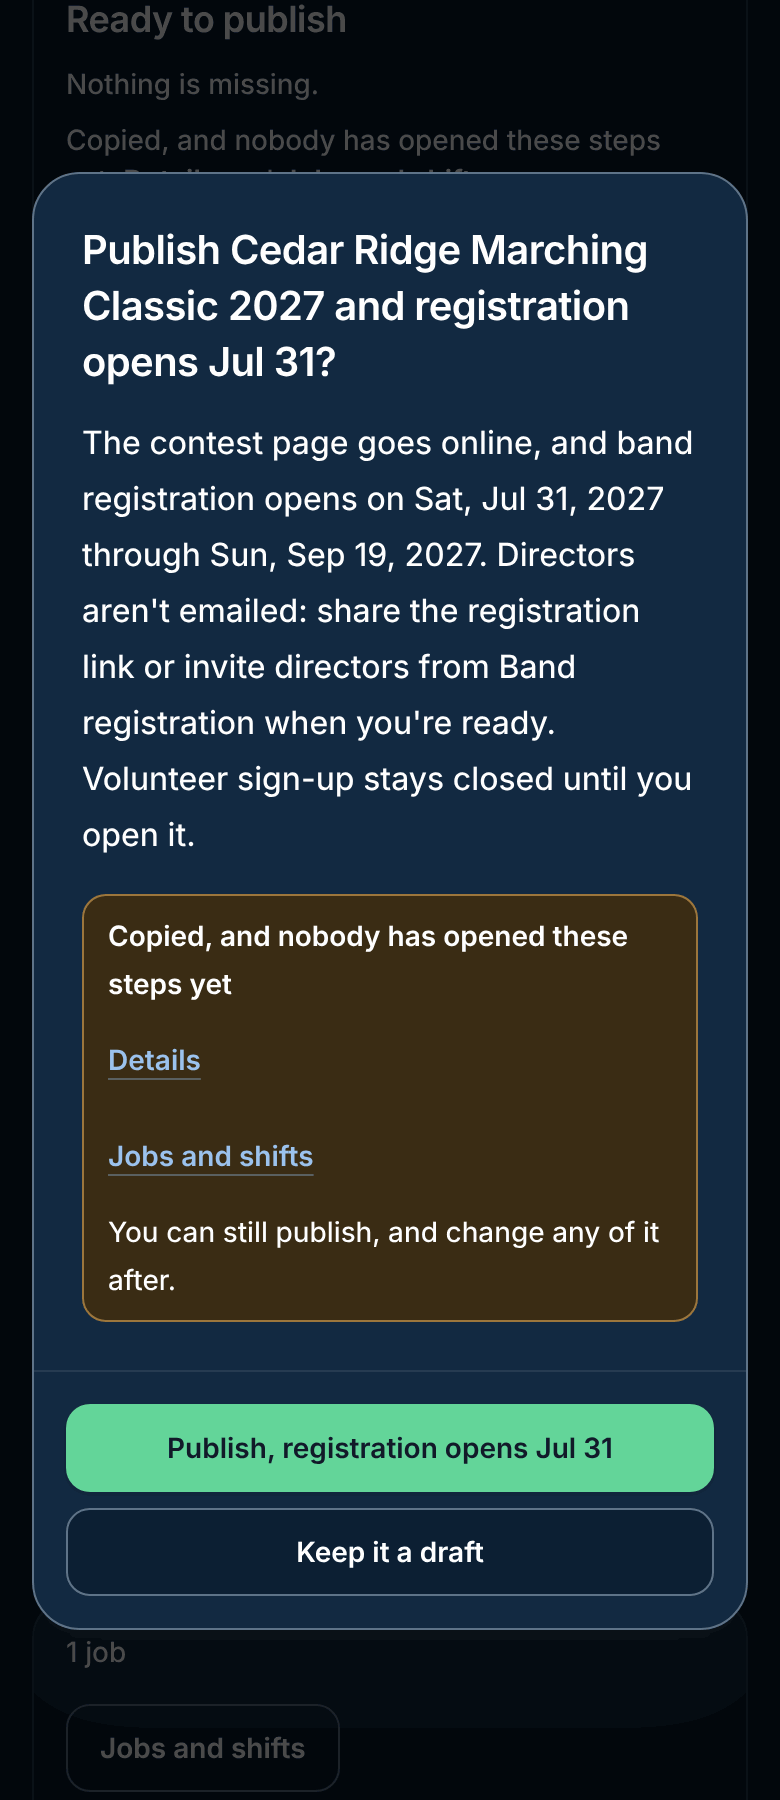 Ready to publish
Nothing is missing.
Copied, and nobody has opened these steps
Publish Cedar Ridge Marching
Classic 2027 and registration
opens Jul 31?
The contest page goes online, and band
registration opens on Sat, Jul 31, 2027
through Sun, Sep 19, 2027. Directors
aren't emailed: share the registration
link or invite directors from Band
registration when you're ready.
Volunteer sign-up stays closed until you
open it.
Copied, and nobody has opened these
steps yet
Details
Jobs and shifts
You can still publish, and change any of it
after.
Publish, registration opens Jul 31
Keep it a draft
1 job
Jobs and shifts